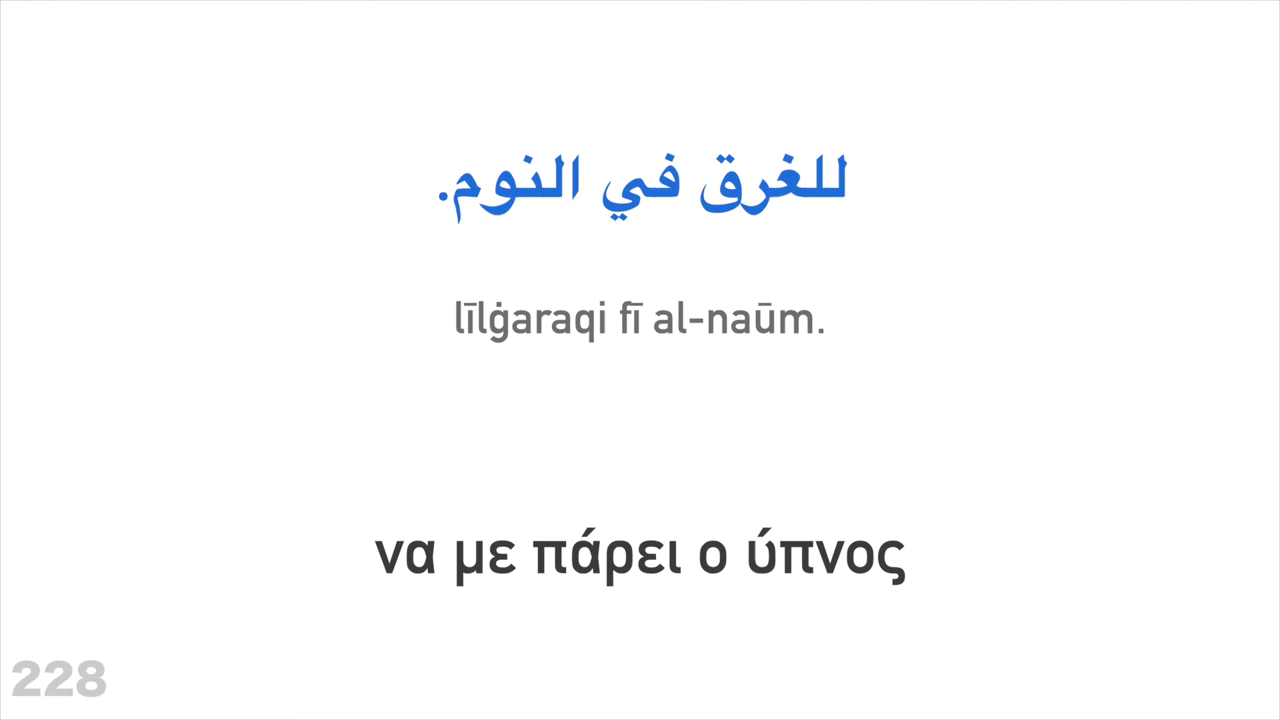 للغرق في النوم.
līlġaraqi fī al-naūm.
να με πάρει ο ύπνος
228